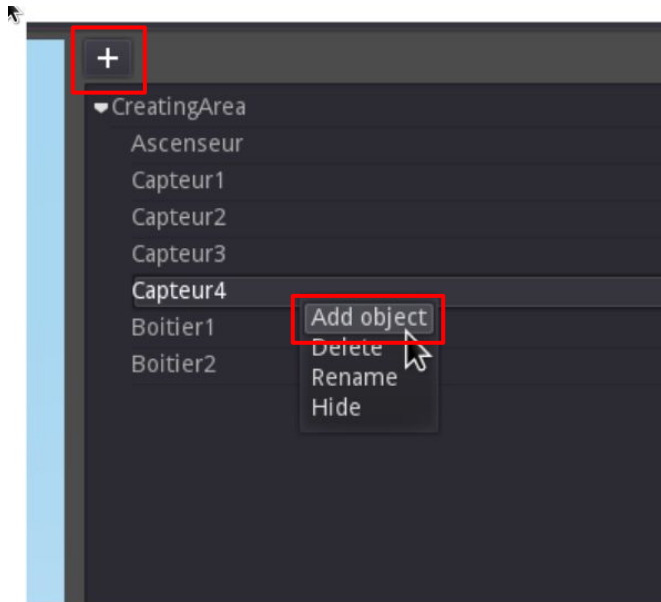 +
CreatingArea
Ascenseur
Capteur1
Capteur2
Capteur3
Capteur4
Boitier1
Boitier2
Add object
Delete
Rename
Hide